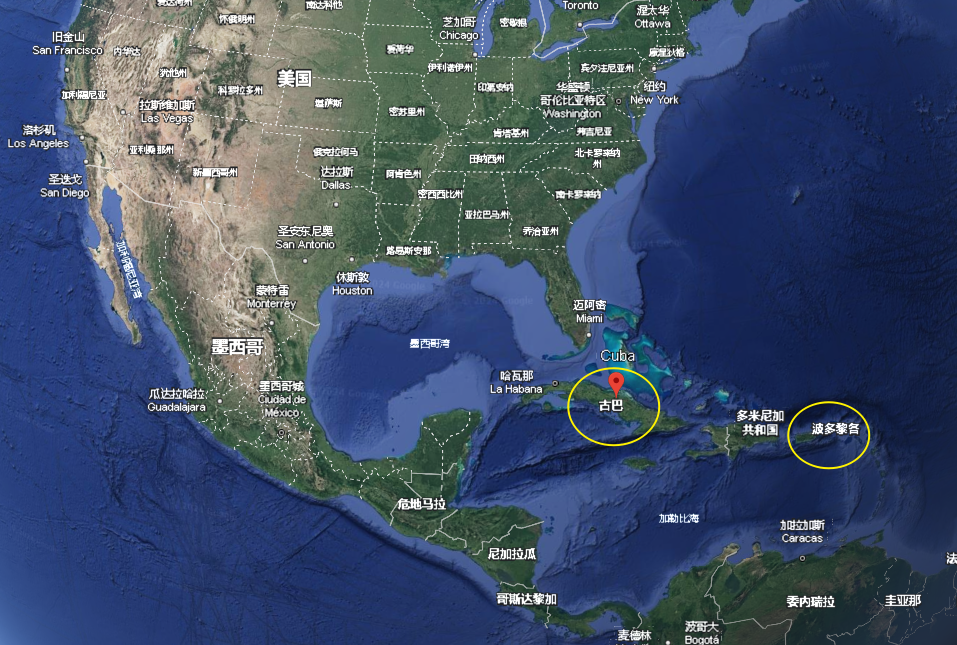 南达科他
怀俄明州
Toronto
渥太华
Ottawa
芝加哥
Chicago
密歇根
旧金山
San Francisco
内华达
犹他州
科罗拉多州
美国
堪萨斯
密苏里州
伊利诺伊州
印第安纳
宾夕法尼亚州
康涅狄格
纽约
New York
华盛顿
哥伦比亚特区
Washington
加利福尼亚
拉斯维加斯
Las Vegas
洛杉矶
Los Angeles
亚利桑那州
新墨西哥州
俄克拉何马
阿肯色州
田纳西州
肯塔基州
弗吉尼亚
北卡罗来纳
州
南卡罗来纳
圣迭戈
San Diego
达拉斯
Dallas
密西西比州
亚拉巴马州
乔治亚州
圣安东尼奥
San Antonio
路易斯安那
休斯敦
Houston
加利福尼亚湾
蒙特雷
Monterrey
迈阿密
Miami
墨西哥
墨西哥湾
Cuba
哈瓦那
La Habana
古巴
瓜达拉哈拉
Guadalajara
墨西哥城
Ciudad de
México
多米尼加
共和国
波多黎各
危地马拉
加勒比海
加拉加斯
Caracas
尼加拉瓜
哥斯达黎加
委内瑞拉
圭亚那
法
麦德林
波哥大
Bogotá